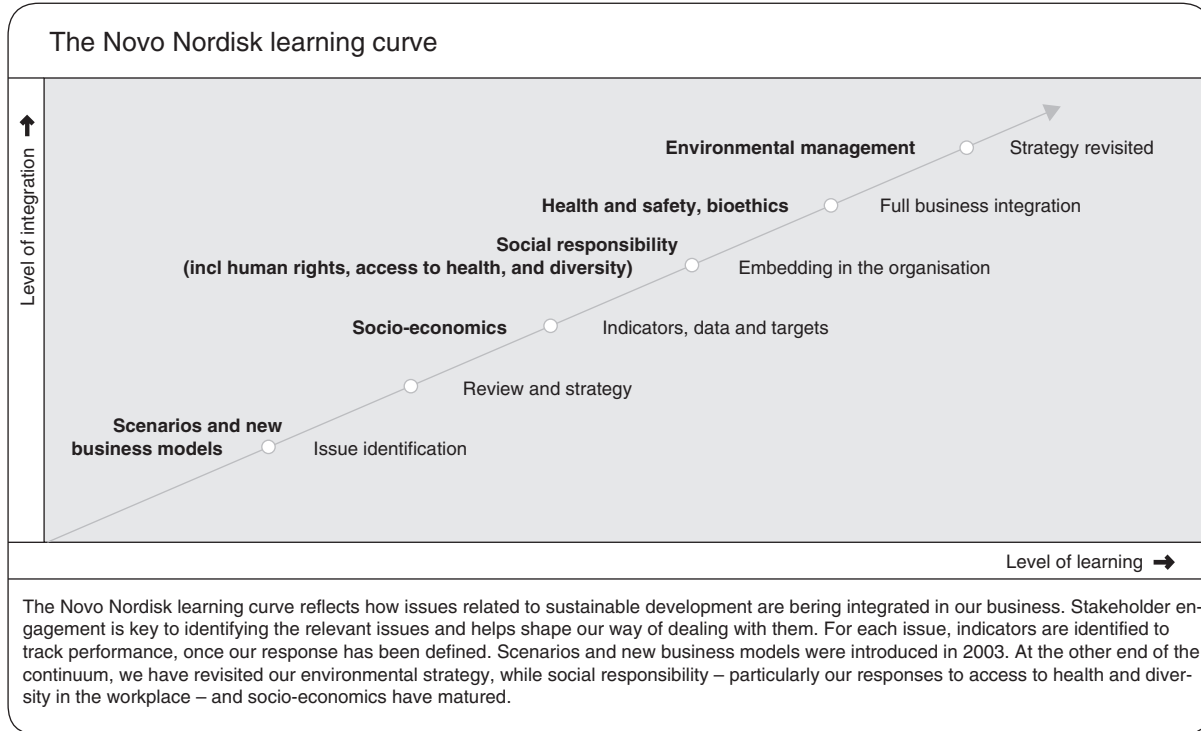 The Novo Nordisk learning curve
Level of integration
Environmental management
Strategy revisited
Health and safety, bioethics
Full business integration
Social responsibility
(incl human rights, access to health, and diversity)
Embedding in the organisation
Socio-economics
Indicators, data and targets
Review and strategy
Scenarios and new
business models
Issue identification
Level of learning
The Novo Nordisk learning curve reflects how issues related to sustainable development are bering integrated in our business. Stakeholder en-
gagement is key to identifying the relevant issues and helps shape our way of dealing with them. For each issue, indicators are identified to
track performance, once our response has been defined. Scenarios and new business models were introduced in 2003. At the other end of the
continuum, we have revisited our environmental strategy, while social responsibility – particularly our responses to access to health and diver-
sity in the workplace – and socio-economics have matured.